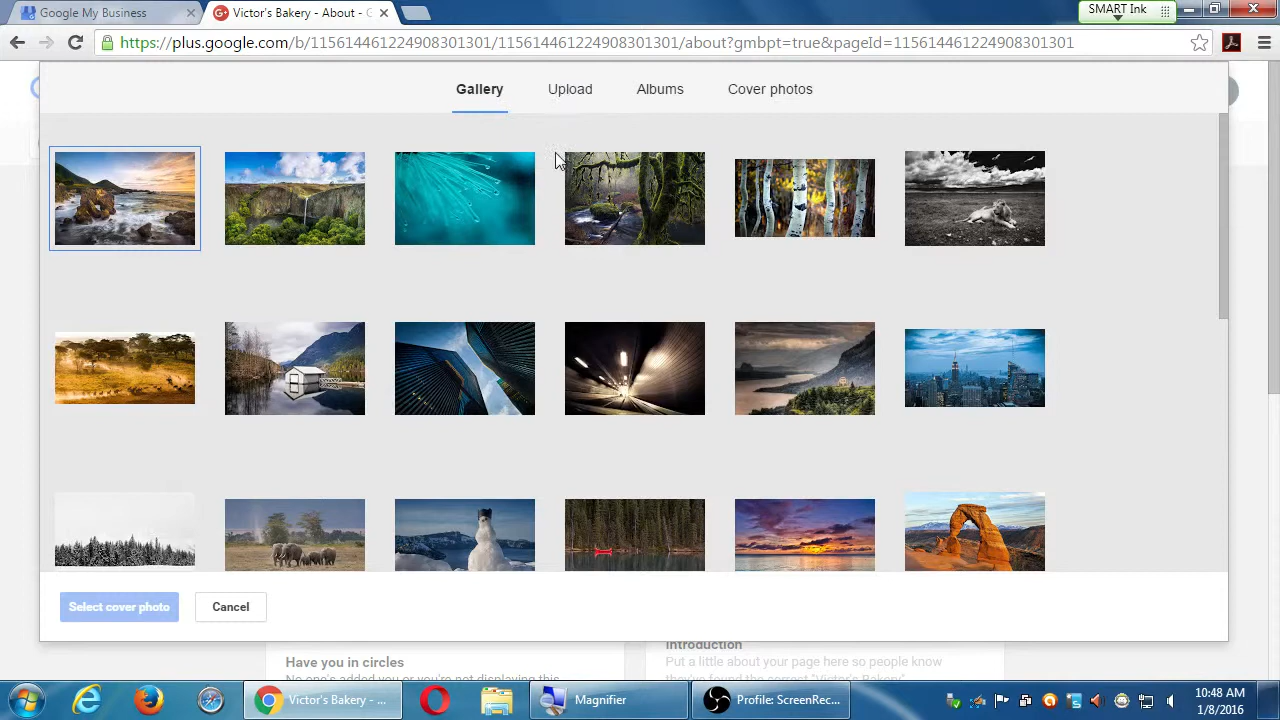 Google My Business
Victor's Bakery - About - G
SMART Ink
https://plus.google.com/b/115614461224908301301/115614461224908301301/about?gmbpt=true&pageId=115614461224908301301
Gallery
Upload
Albums
Cover photos
Select cover photo
Cancel
Have you in circles
Introduction
Put a little about your page here so people know
Victor's Bakery - ...
Magnifier
Profile: ScreenRec...
10:48 AM
1/8/2016